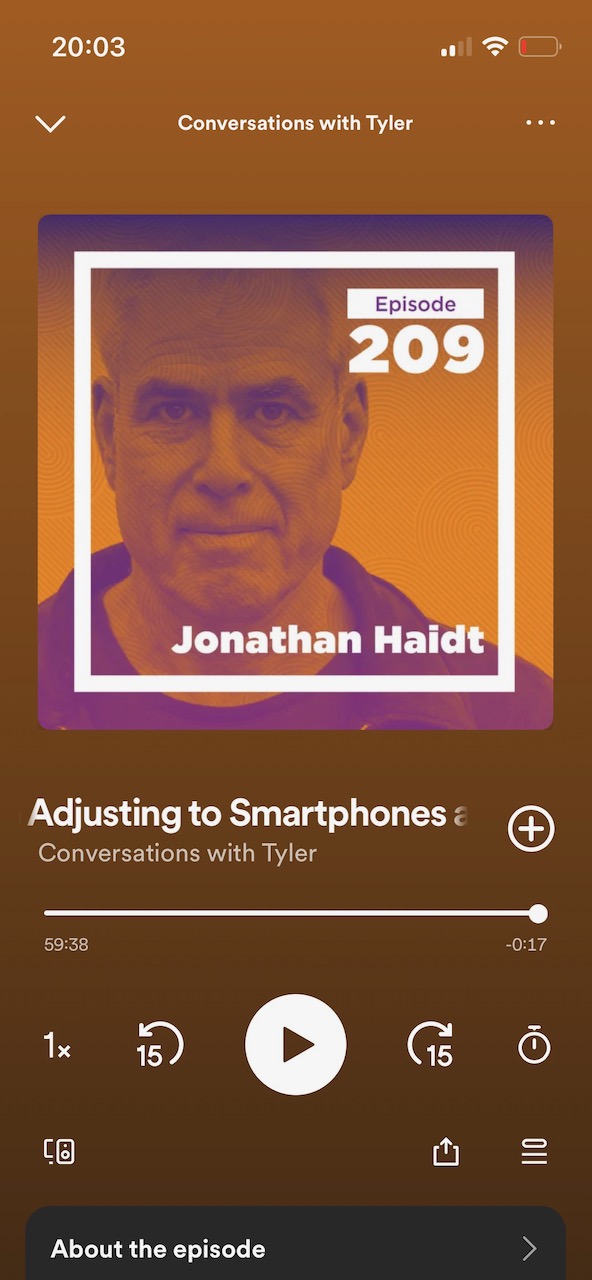 20:03
Conversations with Tyler
Episode
209
Jonathan Haidt
Adjusting to Smartphones
Conversations with Tyler
59:38
-0:17
1x
15
15
About the episode